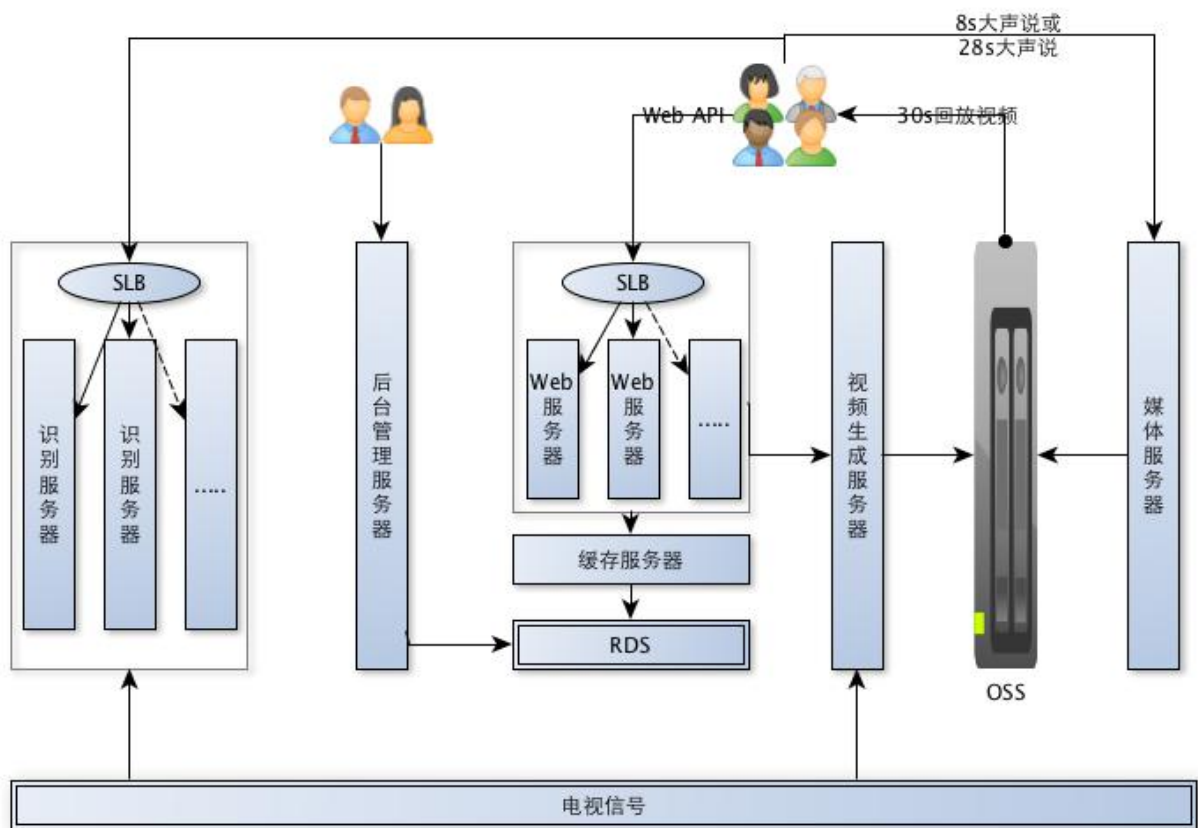 8s大声说或
28s大声说
Web API
30s回放视频
SLB
识别服务器
识别服务器
.....
后台管理服务器
SLB
Web服务器
Web服务器
.....
缓存服务器
RDS
视频生成服务器
OSS
媒体服务器
电视信号